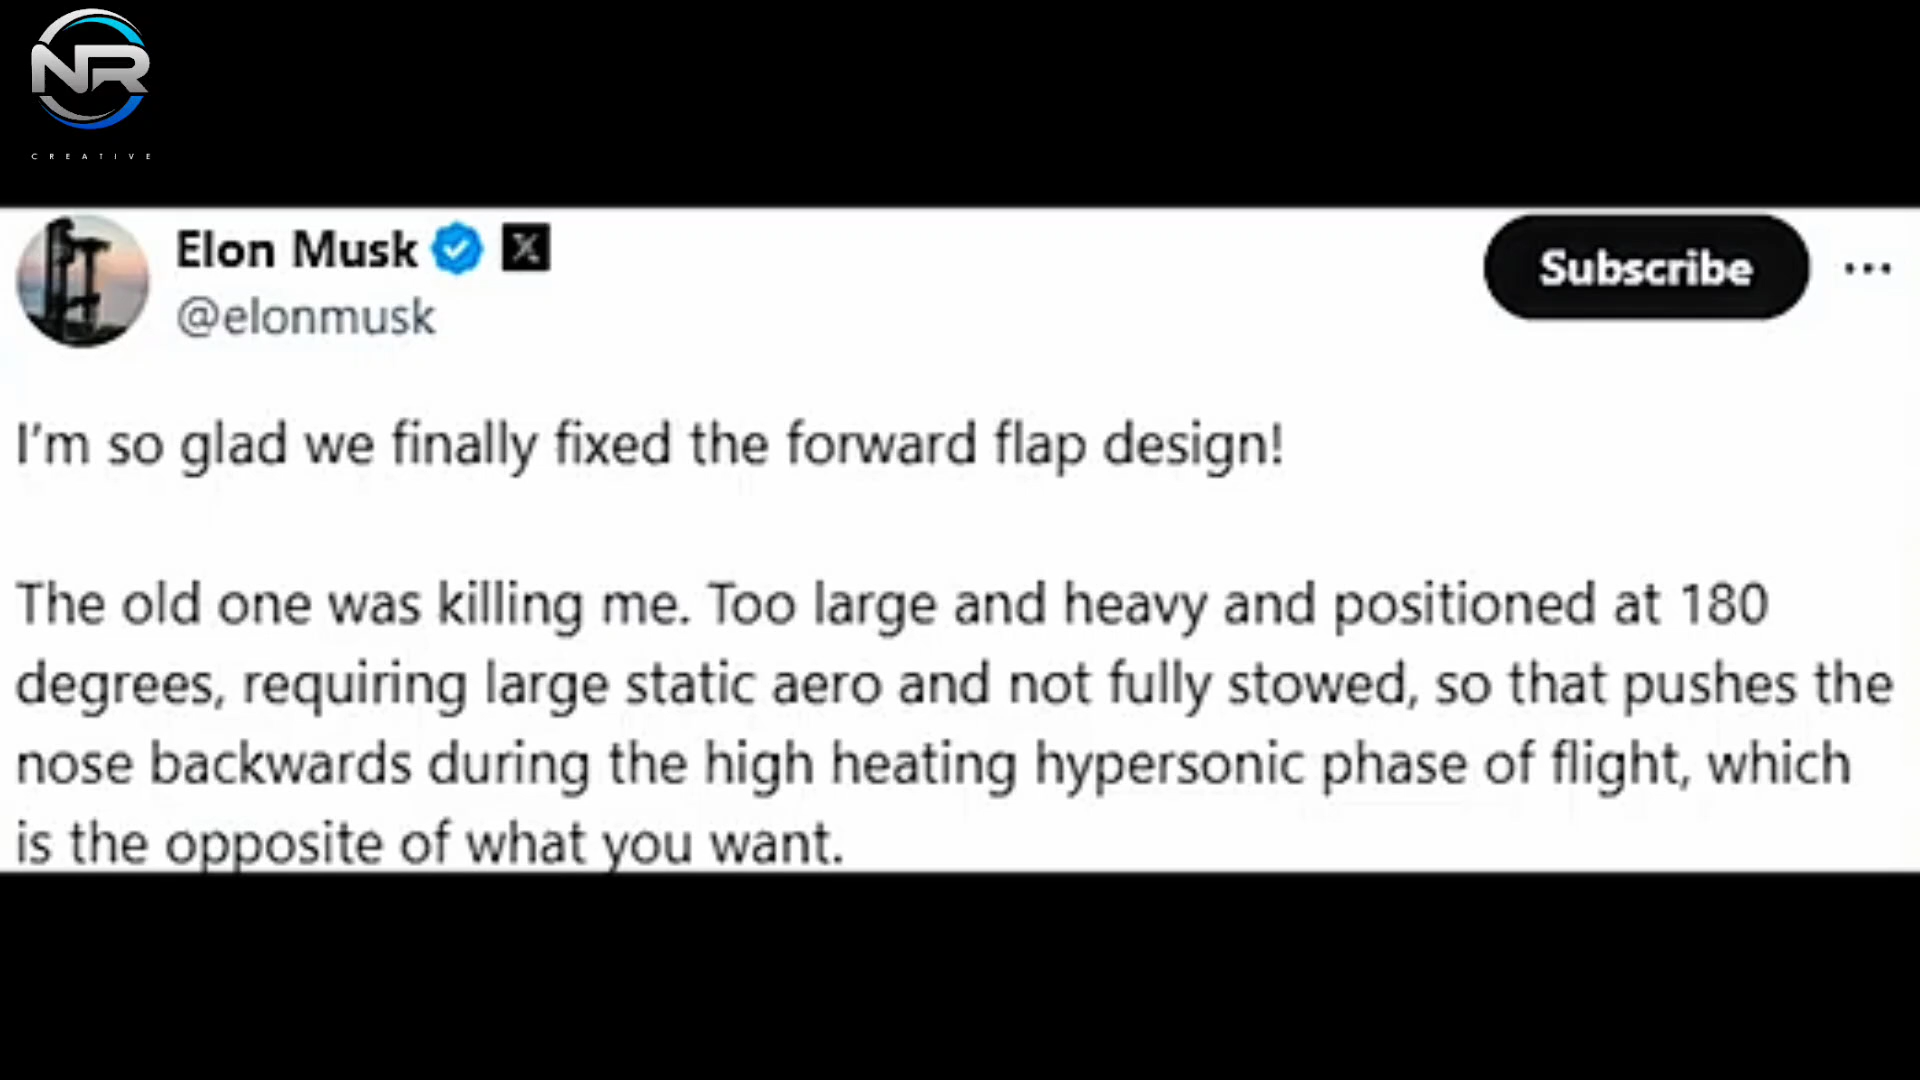 NR
CREATIVE
Elon Musk
@elonmusk
Subscribe
I'm so glad we finally fixed the forward flap design!
The old one was killing me. Too large and heavy and positioned at 180
degrees, requiring large static aero and not fully stowed, so that pushes the
nose backwards during the high heating hypersonic phase of flight, which
is the opposite of what you want.